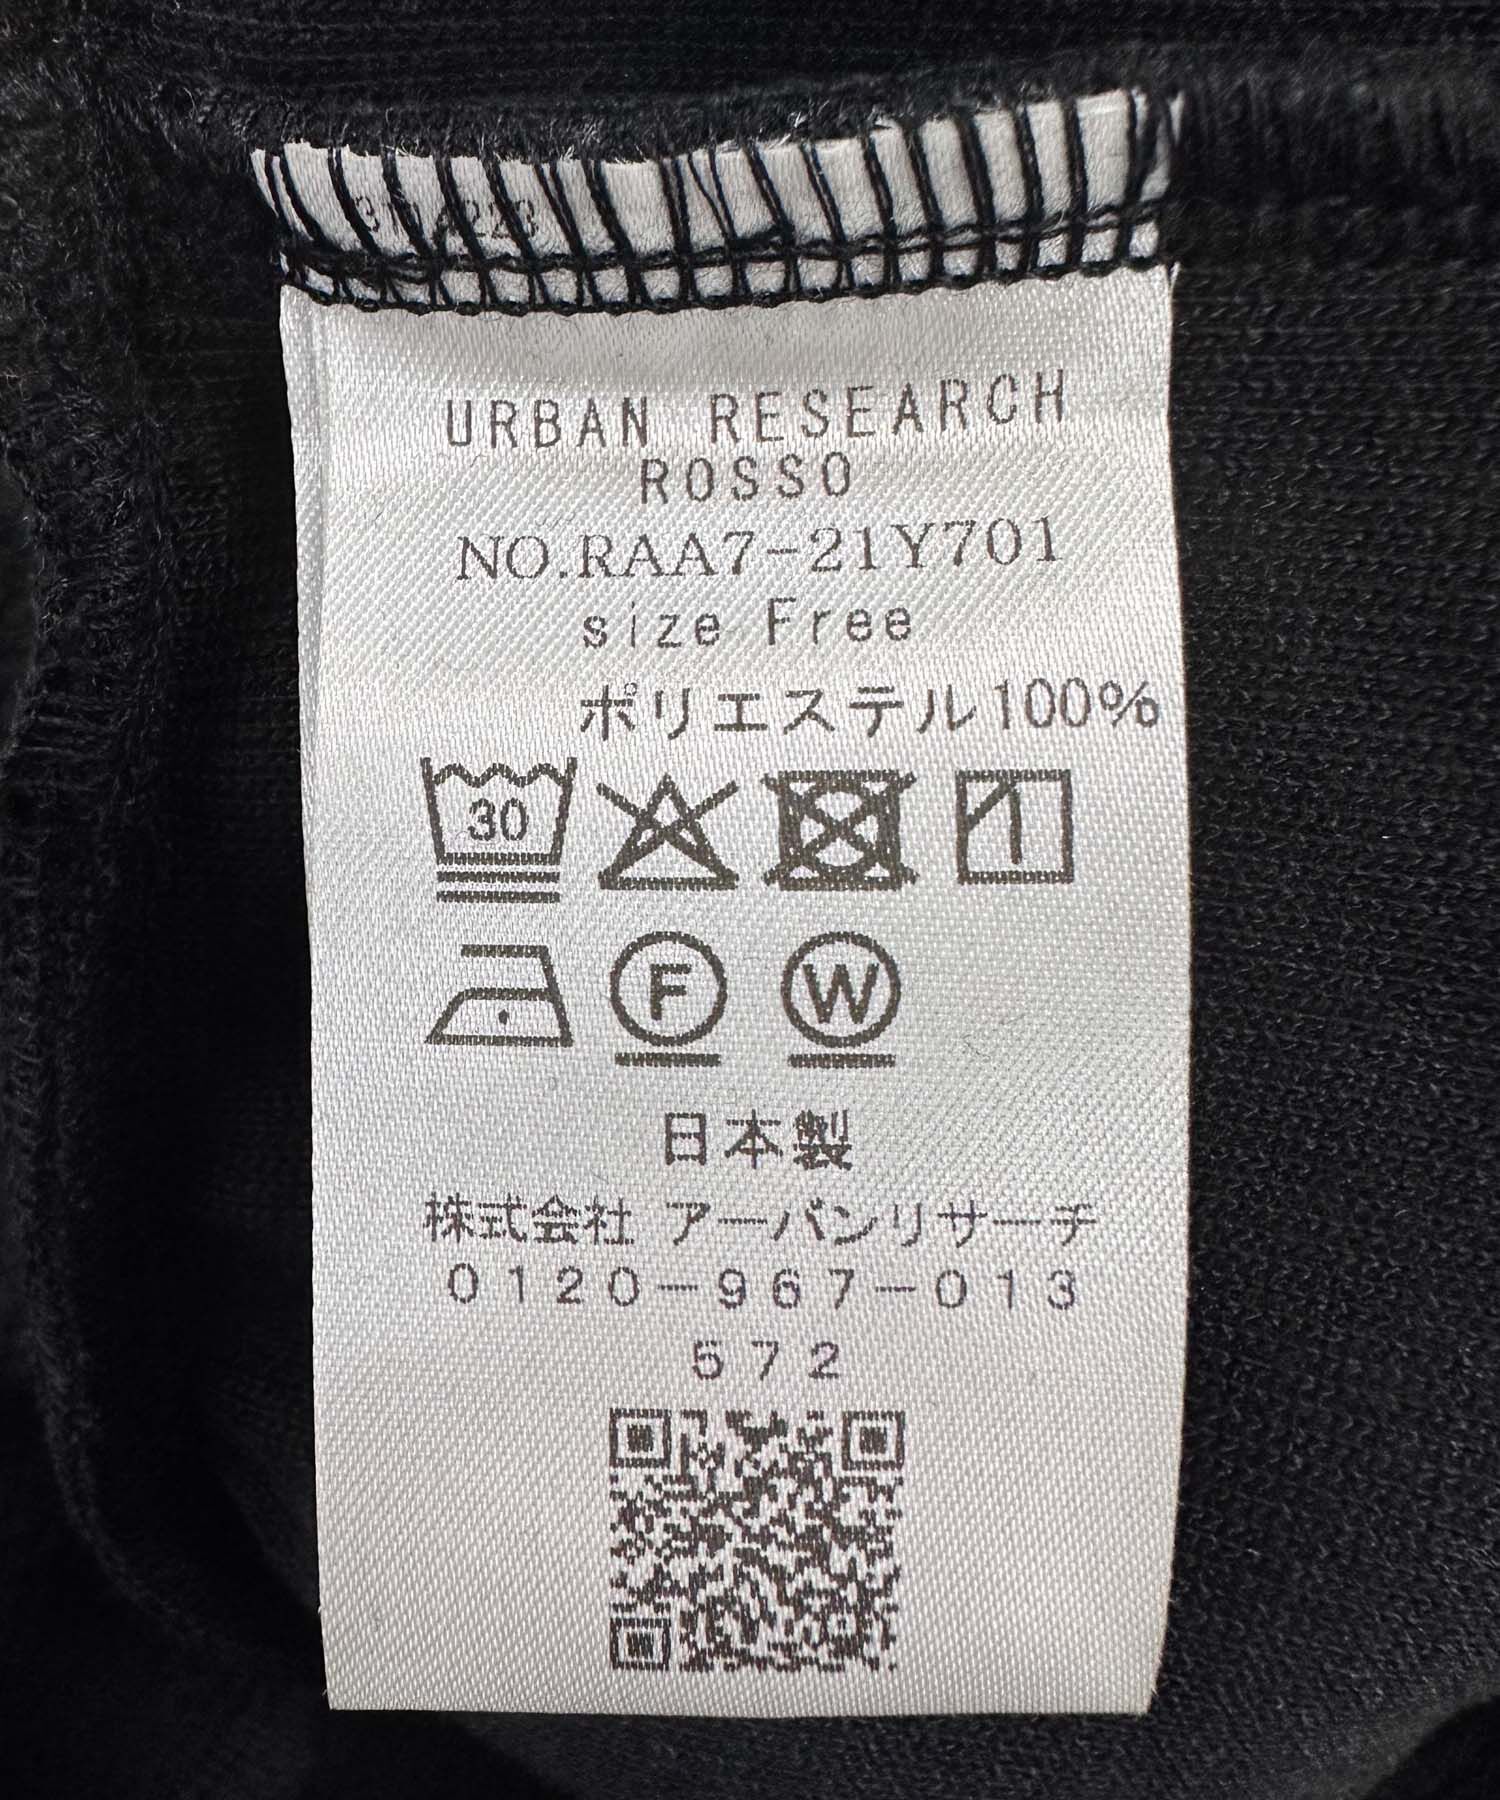 URBAN RESEARCH
ROSSO
NO.RAA7-21Y701
size Free
ポリエステル100%
30
F W
日本製
株式会社 アーバンリサーチ
0120-967-013
572